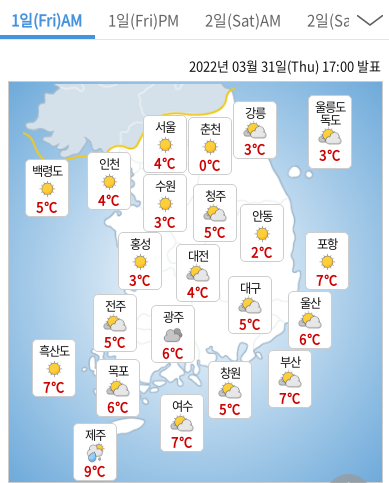 1일(Fri)AM 1일(Fri)PM 2일(Sat)AM 2일(Sa
2022년 03월 31일(Thu) 17:00 발표
서울
4℃
춘천
0℃
강릉
3℃
울릉도
독도
3℃
백령도
5℃
인천
4℃
수원
3℃
청주
5℃
안동
2℃
홍성
3℃
대전
4℃
포항
7℃
전주
5℃
광주
6℃
대구
5℃
울산
6℃
흑산도
7℃
목포
6℃
창원
5℃
부산
7℃
여수
7℃
제주
9℃